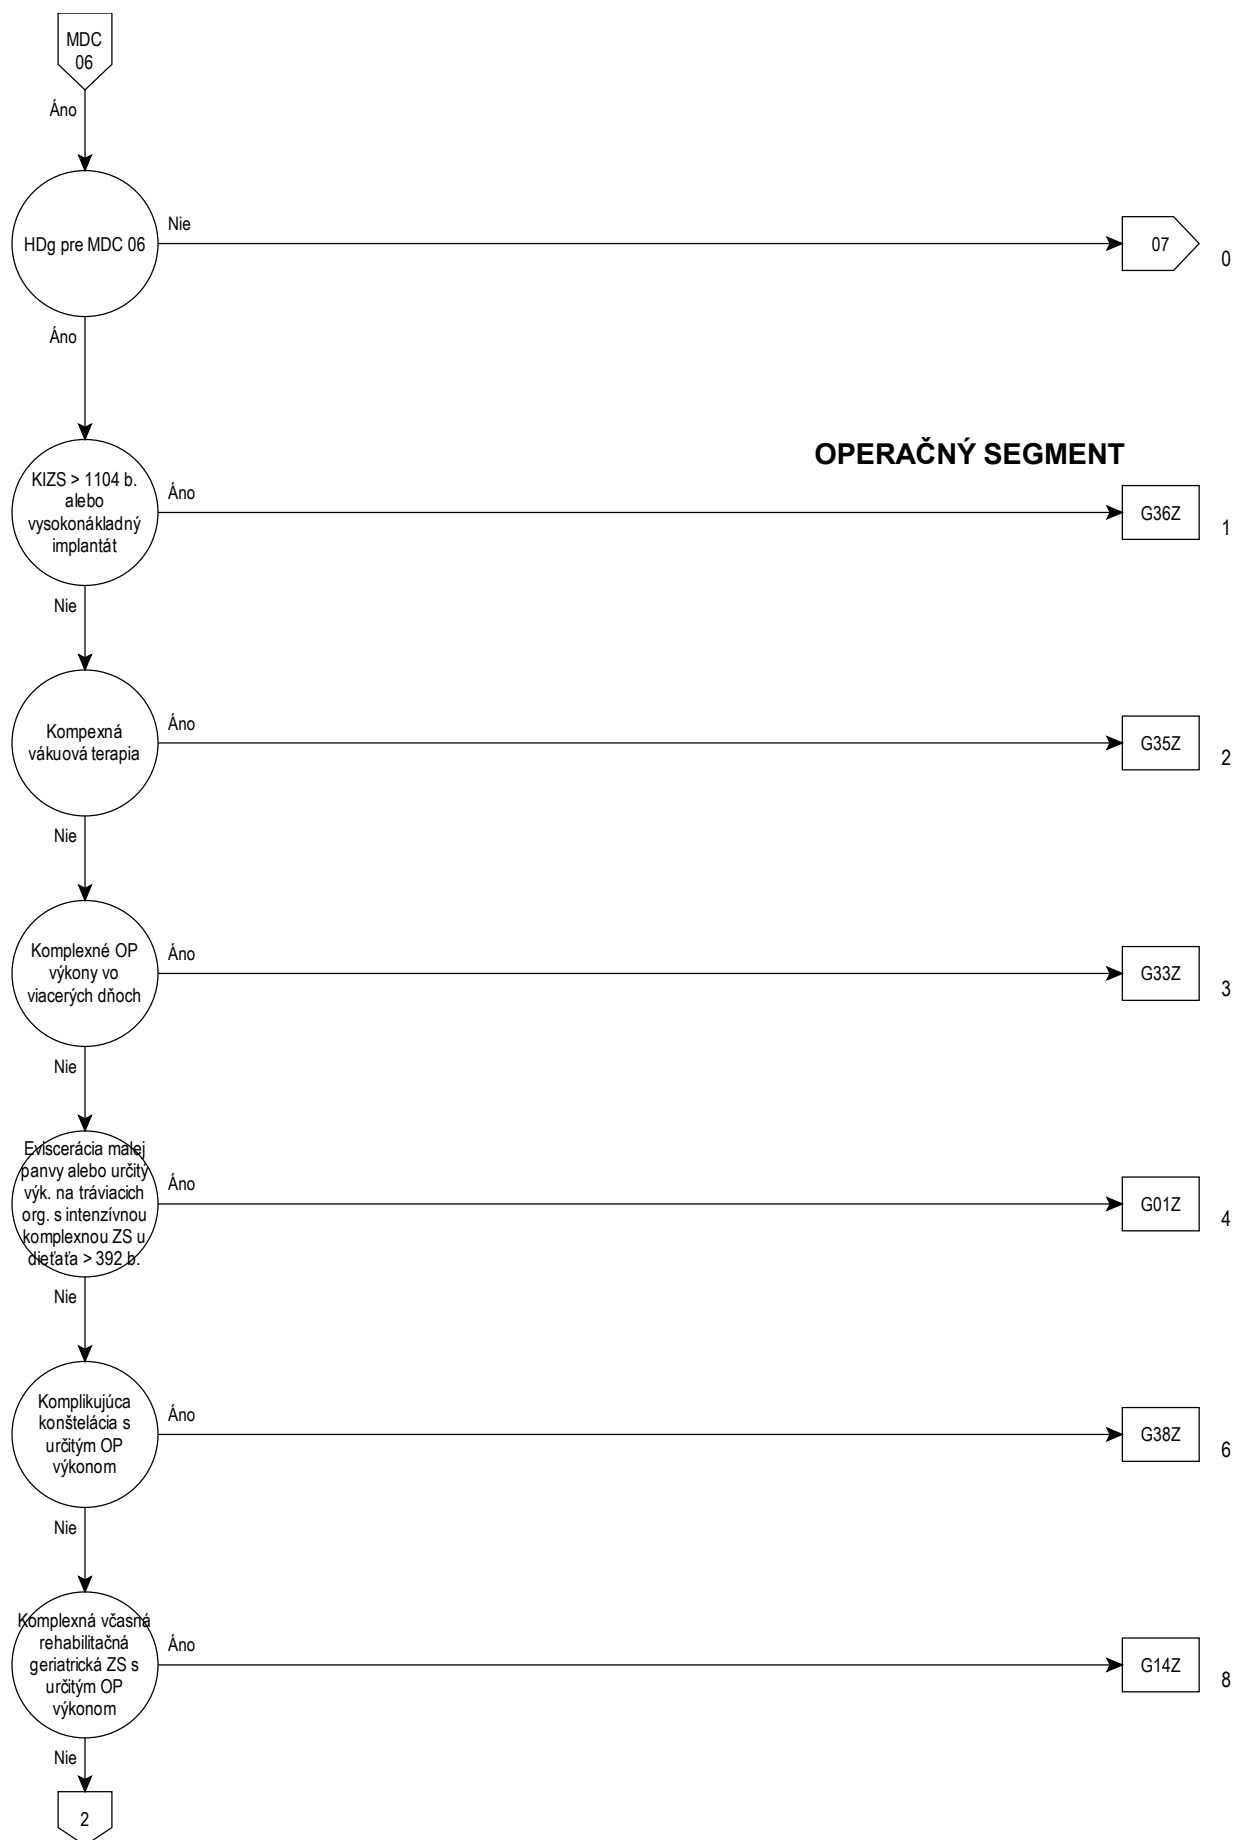 MDC
06
Áno
HDg pre MDC 06
Nie
07
0
Áno
OPERAČNÝ SEGMENT
KIZS > 1104 b.
alebo
vysokonákladný
implantát
Áno
G36Z
1
Nie
Kompexná
vákuová terapia
Áno
G35Z
2
Nie
Komplexné OP
výkony vo
viacerých dňoch
Áno
G33Z
3
Nie
Eviscerácia malej
panvy alebo určitý
výk. na tráviacich
org. s intenzívnou
komplexnou ZS u
dieťaťa > 392 b.
Áno
G01Z
4
Nie
Komplikujúca
konštelácia s
určitým OP
výkonom
Áno
G38Z
6
Nie
Komplexná včasná
rehabilitačná
geriatrická ZS s
určitým OP
výkonom
Áno
G14Z
8
Nie
2